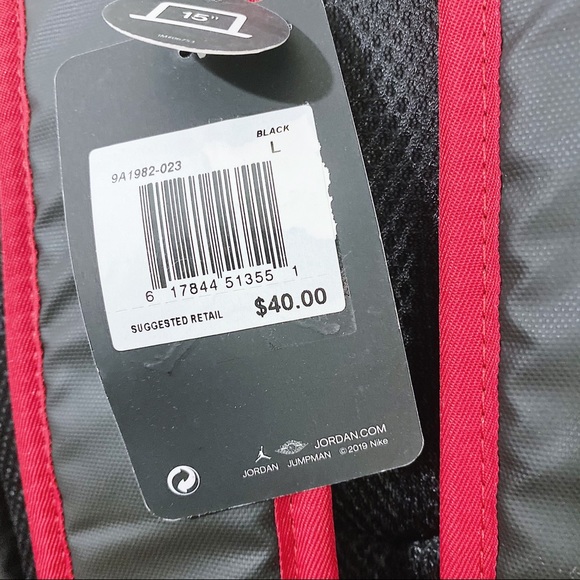 15"
BLACK
L
9A1982-023
6 17844 51355 1
SUGGESTED RETAIL $40.00
JORDAN.COM
JORDAN JUMPMAN © 2019 Nike